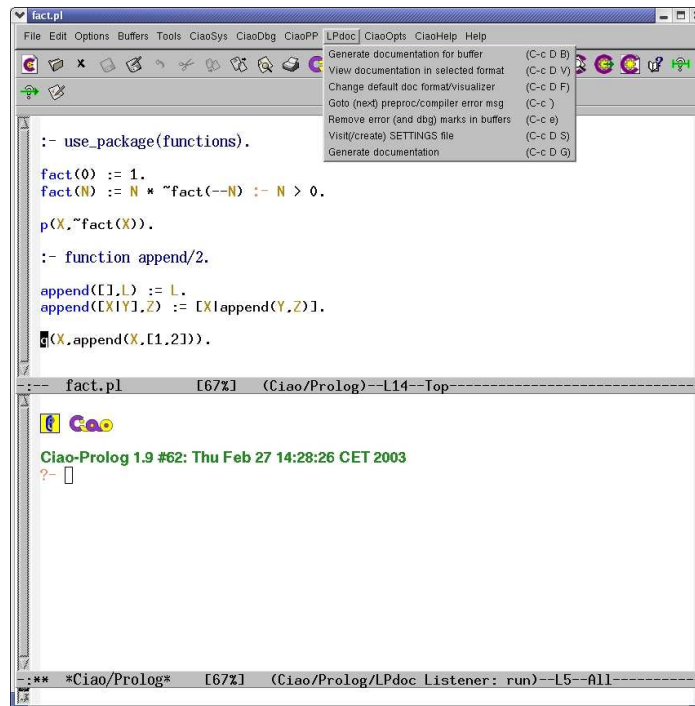 fact.pl
File Edit Options Buffers Tools CiaoSys CiaoDbg CiaoPP LPdoc CiaoOpts CiaoHelp Help
Generate documentation for buffer (C-c D B)
View documentation in selected format (C-c D V)
Change default doc format/visualizer (C-c D F)
Goto (next) preproc/compiler error msg (C-c `)
Remove error (and dbg) marks in buffers (C-c e)
Visit(/create) SETTINGS file (C-c D S)
Generate documentation (C-c D G)
:- use_package(functions).
fact(0) := 1.
fact(N) := N * ~fact(--N) :- N > 0.
p(X,~fact(X)).
:- function append/2.
append([],L) := L.
append([X|Y],Z) := [X|append(Y,Z)].
q(X,append(X,[1,2])).
-:-- fact.pl [67%] (Ciao/Prolog)--L14--Top-----------------------------
Ciao
Ciao-Prolog 1.9 #62: Thu Feb 27 14:28:26 CET 2003
?-
-:** *Ciao/Prolog* [67%] (Ciao/Prolog/LPdoc Listener: run)--L5--All----------